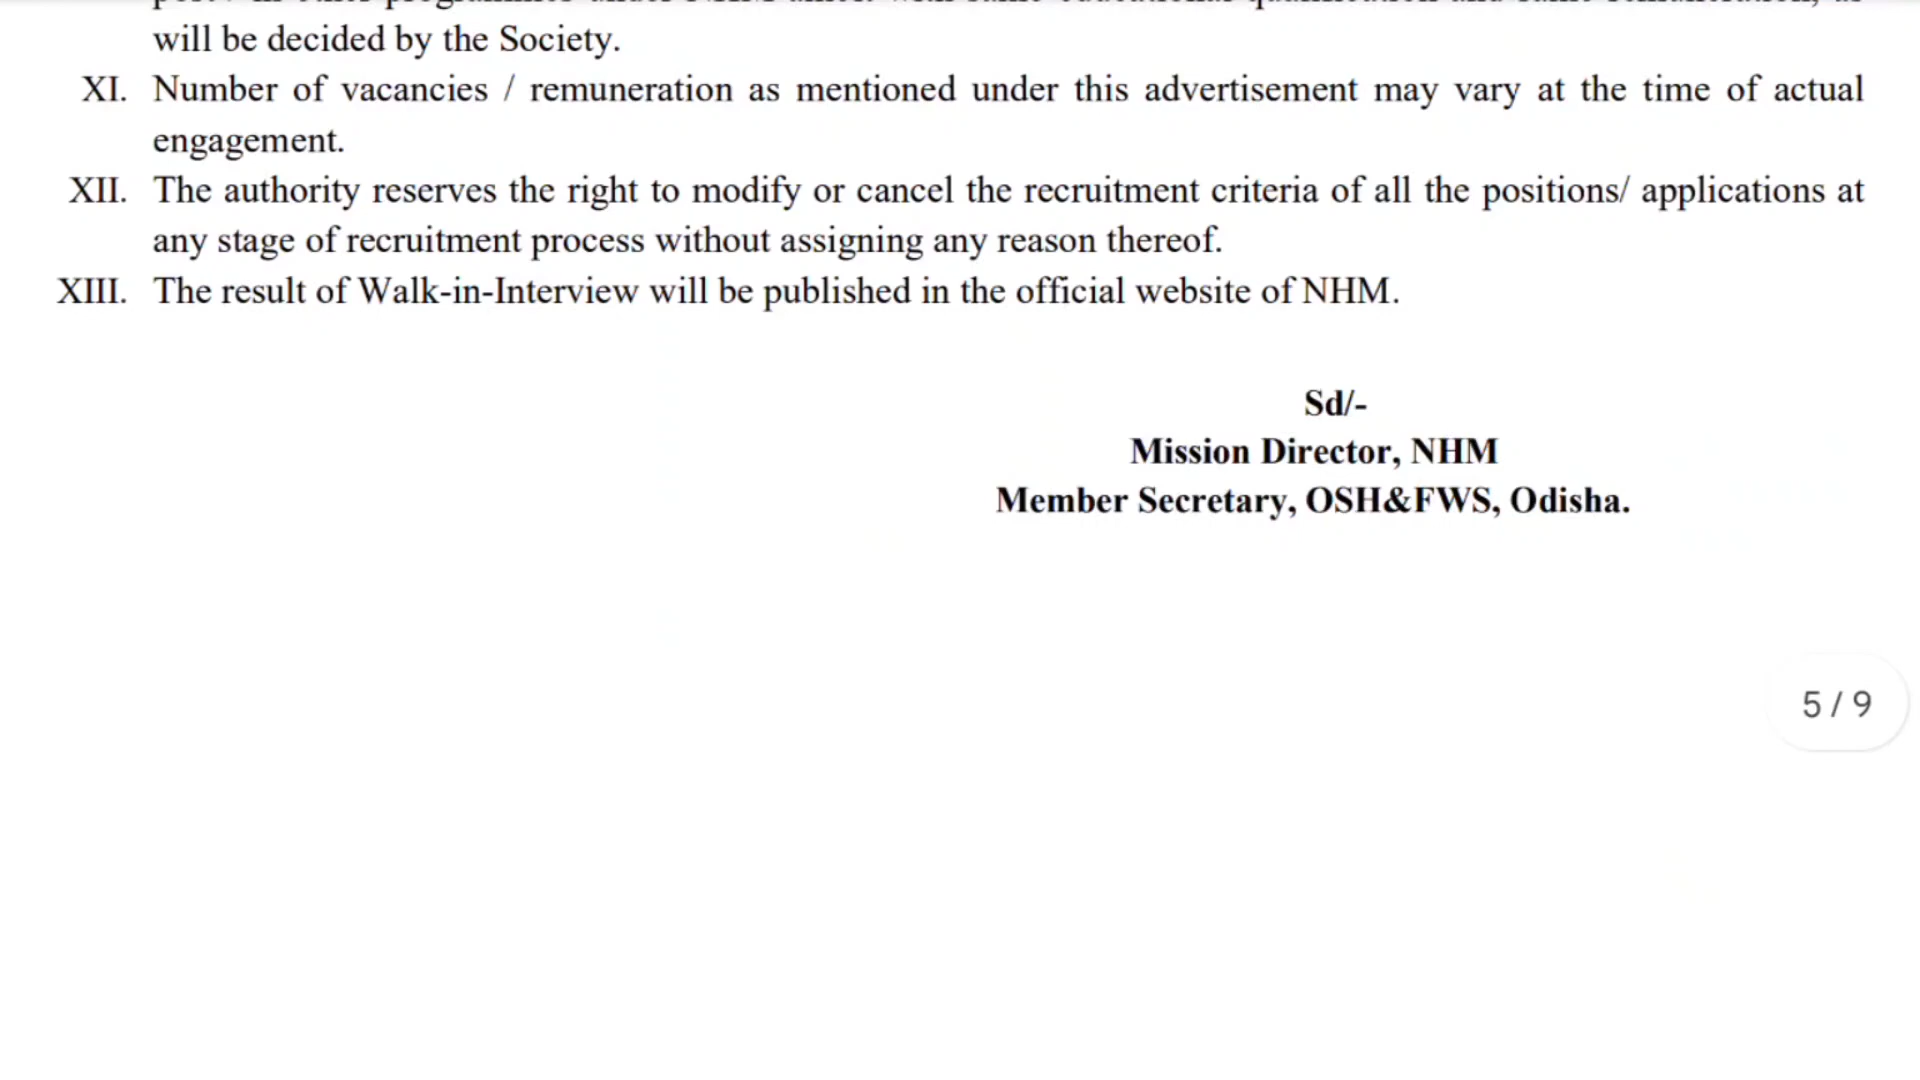 will be decided by the Society.
XI. Number of vacancies / remuneration as mentioned under this advertisement may vary at the time of actual
engagement.
XII. The authority reserves the right to modify or cancel the recruitment criteria of all the positions/ applications at
any stage of recruitment process without assigning any reason thereof.
XIII. The result of Walk-in-Interview will be published in the official website of NHM.
Sd/-
Mission Director, NHM
Member Secretary, OSH&FWS, Odisha.
5 / 9